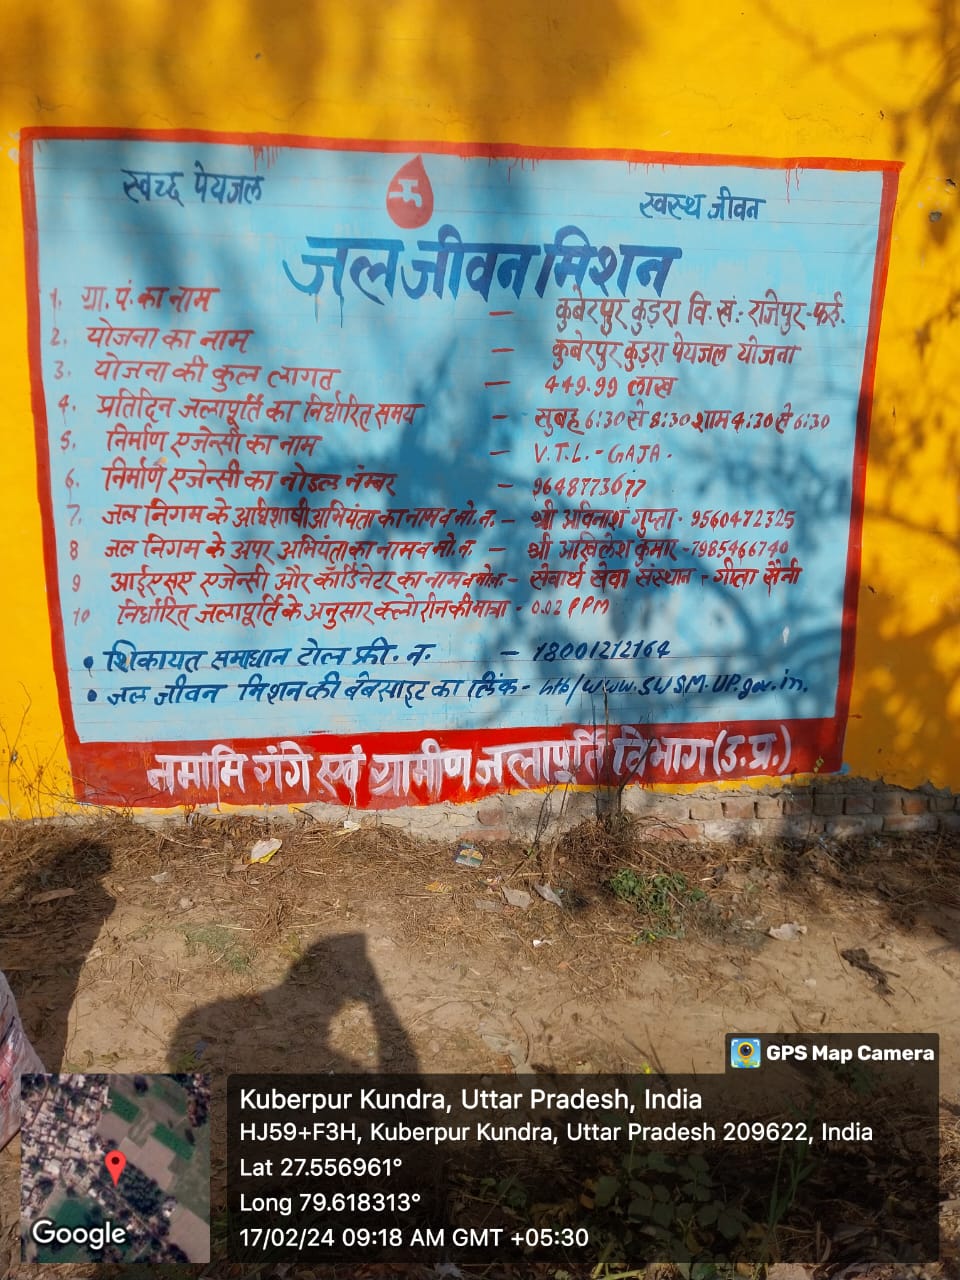 स्वच्छ पेयजल
स्वस्थ जीवन
जल जीवन मिशन
1. ग्रा. पं. का नाम - कुबेरपुर कुड़रा वि. खं: राजेपुर-फर्रु.
2. योजना का नाम - कुबेरपुर कुड़रा पेयजल योजना
3. योजना की कुल लागत - 449.99 लाख
4. प्रतिदिन जलापूर्ति का निर्धारित समय - सुबह 6:30 से 8:30 शाम 4:30 से 6:30
5. निर्माण एजेन्सी का नाम - V.T.L.-GAJA.
6. निर्माण एजेन्सी का नोडल नंम्बर - 9648773677
7. जल निगम के अधिशाषी अभियंता का नाम व मो. न. - श्री अविनाश गुप्ता - 9560472325
8 जल निगम के अपर अभियंता का नाम व मो. न. - श्री अखिलेश कुमार -7985466740
9 आईएसए एजेन्सी और कॉर्डिनेटर का नाम व मो न. - सेवार्थ सेवा संस्थान - गीता सैनी
10 निर्धारित जलापूर्ति के अनुसार क्लोरीन की मात्रा - 0.02 PPM
• शिकायत समाधान टोल फ्री. न. - 18001212164
• जल जीवन मिशन की बेबसाइट का लिंक - htb/www.SWSM.UP.gov.in.
नमामि गंगे एवं ग्रामीण जलापूर्ति विभाग (उ.प्र.)
GPS Map Camera
Kuberpur Kundra, Uttar Pradesh, India
HJ59+F3H, Kuberpur Kundra, Uttar Pradesh 209622, India
Lat 27.556961°
Long 79.618313°
17/02/24 09:18 AM GMT +05:30
Google